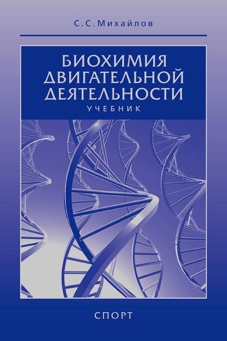 С. С. Михайлов
БИОХИМИЯ
ДВИГАТЕЛЬНОЙ
ДЕЯТЕЛЬНОСТИ
УЧЕБНИК
СПОРТ